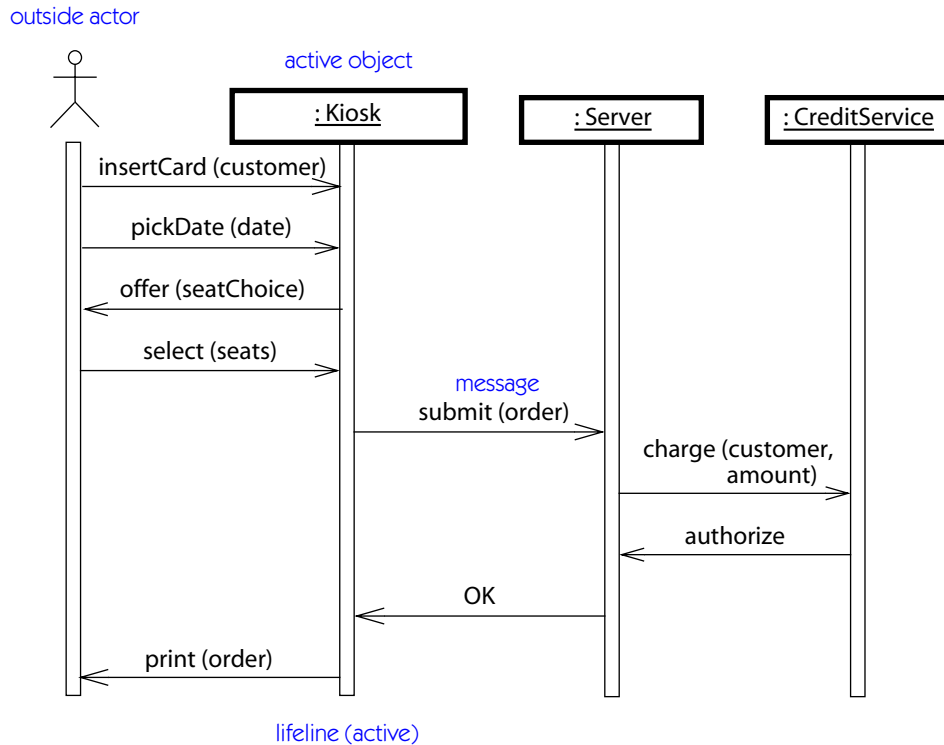 outside actor
active object
: Kiosk
: Server
: CreditService
insertCard (customer)
pickDate (date)
offer (seatChoice)
select (seats)
message
submit (order)
charge (customer,
amount)
authorize
OK
print (order)
lifeline (active)